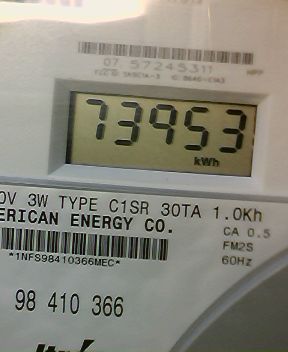 07 57245311
73953
kWh
0V 3W TYPE C1SR 30TA 1.0Kh
ERICAN ENERGY CO.
CA 0.5
FM2S
*1NFS98410366MEC*
60Hz
98 410 366